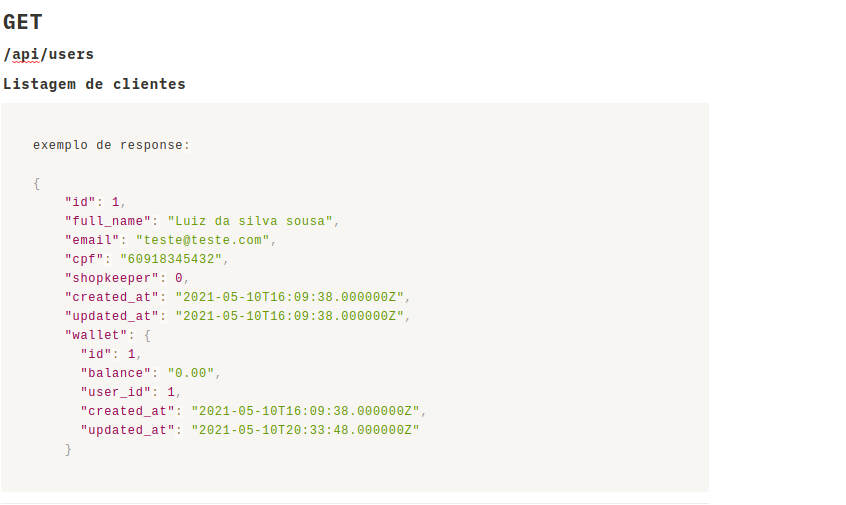 GET
/api/users
Listagem de clientes
exemplo de response:
{
"id": 1,
"full_name": "Luiz da silva sousa",
"email": "teste@teste.com",
"cpf": "60918345432",
"shopkeeper": 0,
"created_at": "2021-05-10T16:09:38.000000Z",
"updated_at": "2021-05-10T16:09:38.000000Z",
"wallet": {
"id": 1,
"balance": "0.00",
"user_id": 1,
"created_at": "2021-05-10T16:09:38.000000Z",
"updated_at": "2021-05-10T20:33:48.000000Z"
}